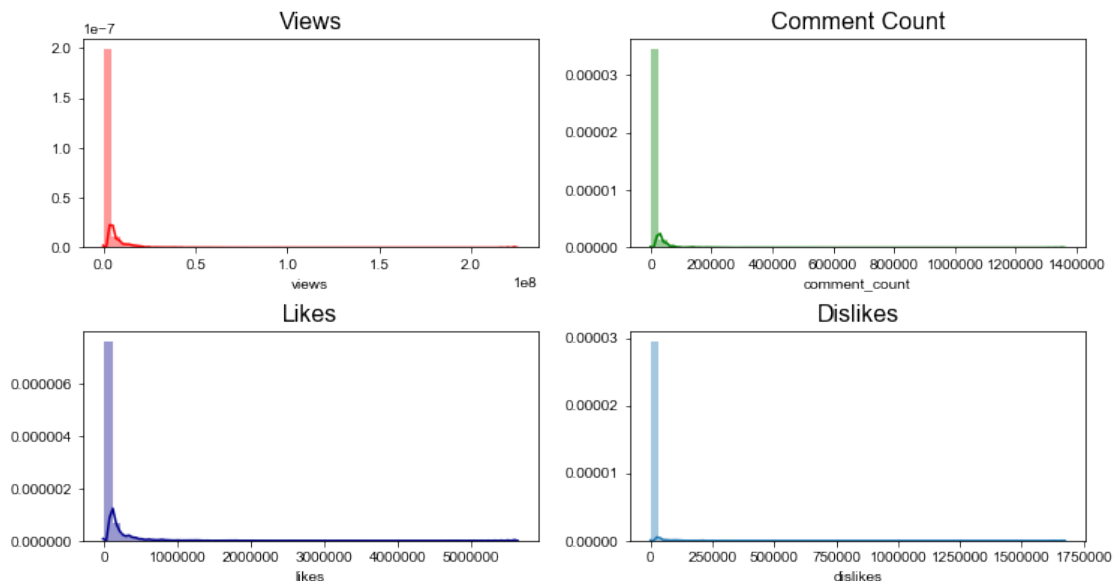 Views
Comment Count
1e−7
2.0
1.5
1.0
0.5
0.0
0.0 0.5 1.0 1.5 2.0
views
1e8
0.00003
0.00002
0.00001
0.00000
0 200000 400000 600000 800000 1000000 1200000 1400000
comment_count
Likes
Dislikes
0.000006
0.000004
0.000002
0.000000
0 1000000 2000000 3000000 4000000 5000000
likes
0.00003
0.00002
0.00001
0.00000
0 250000 500000 750000 1000000 1250000 1500000 1750000
dislikes